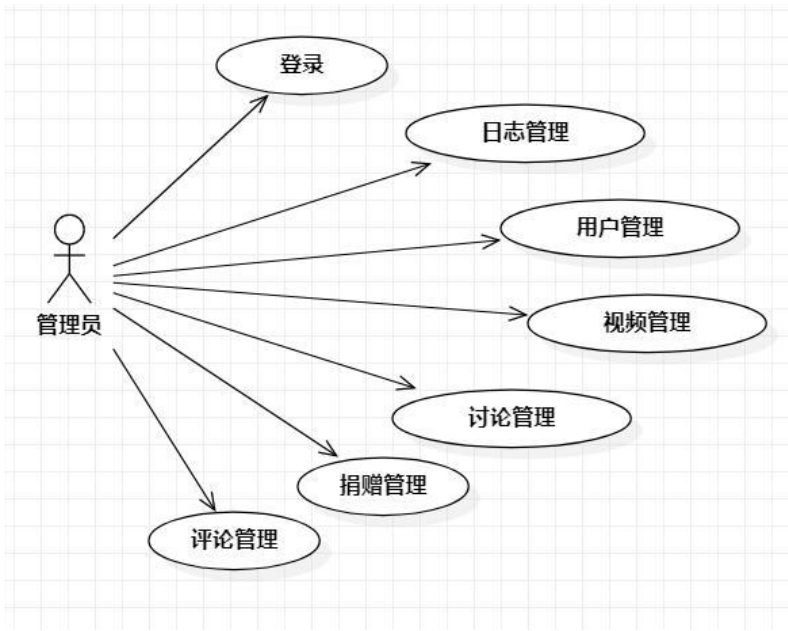 登录
日志管理
用户管理
管理员
视频管理
讨论管理
捐赠管理
评论管理